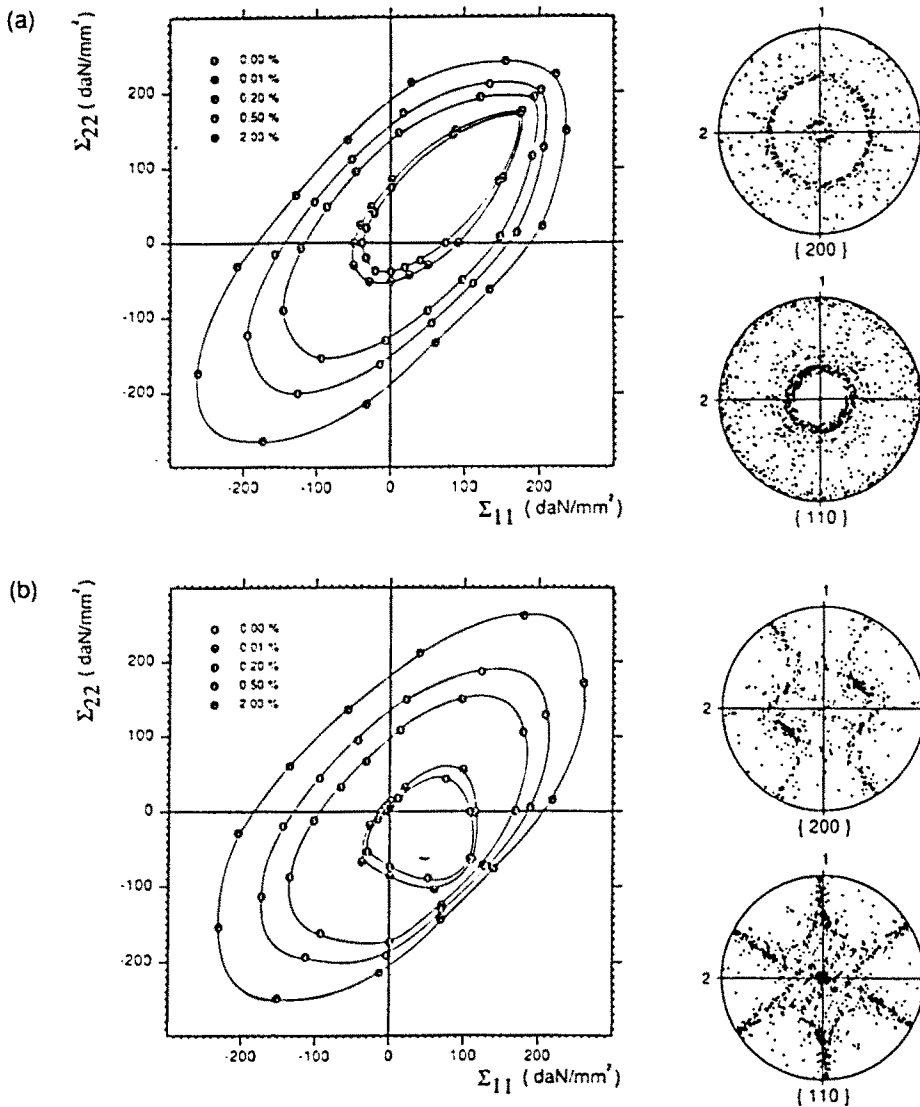 (a)
Σ22 ( daN/mm² )
0.00 %
0.01 %
0.20 %
0.50 %
2.00 %
200
100
0
-100
-200
-200 -100 0 100 200
Σ11 ( daN/mm² )
1
2
{ 200 }
1
2
{ 110 }
(b)
Σ22 ( daN/mm² )
0.00 %
0.01 %
0.20 %
0.50 %
2.00 %
200
100
0
-100
-200
-200 -100 0 100 200
Σ11 ( daN/mm² )
1
2
{ 200 }
1
2
{ 110 }